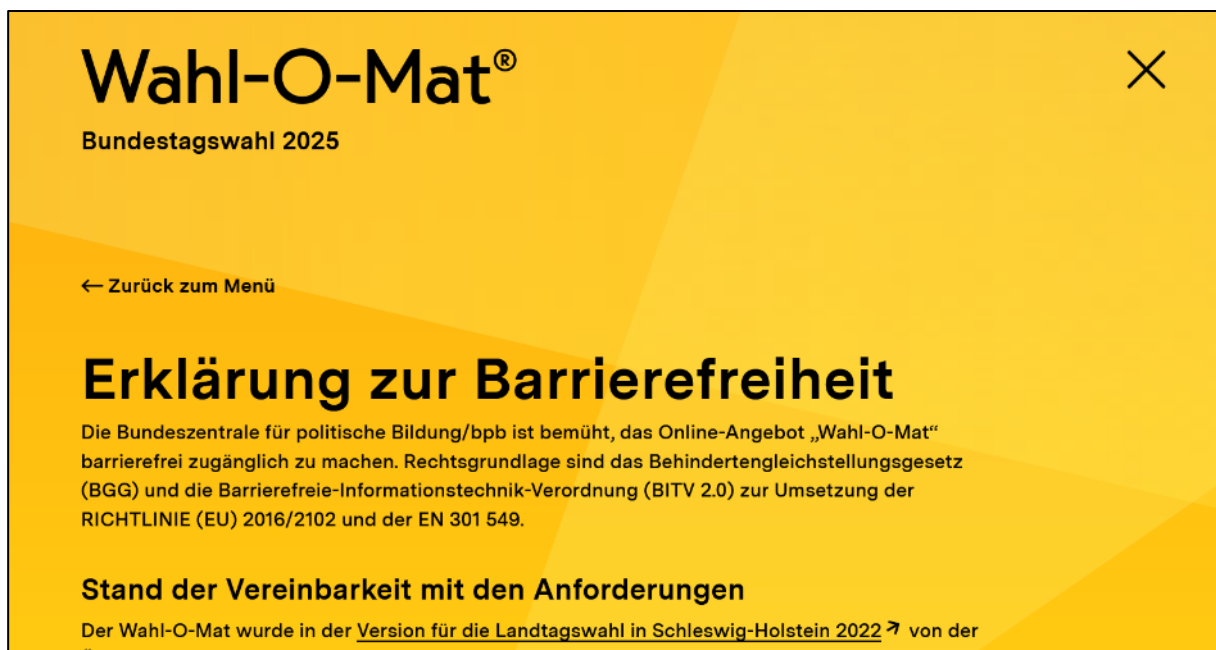 Wahl-O-Mat®
Bundestagswahl 2025
← Zurück zum Menü
Erklärung zur Barrierefreiheit
Die Bundeszentrale für politische Bildung/bpb ist bemüht, das Online-Angebot „Wahl-O-Mat“
barrierefrei zugänglich zu machen. Rechtsgrundlage sind das Behindertengleichstellungsgesetz
(BGG) und die Barrierefreie-Informationstechnik-Verordnung (BITV 2.0) zur Umsetzung der
RICHTLINIE (EU) 2016/2102 und der EN 301 549.
Stand der Vereinbarkeit mit den Anforderungen
Der Wahl-O-Mat wurde in der Version für die Landtagswahl in Schleswig-Holstein 2022 ↗ von der